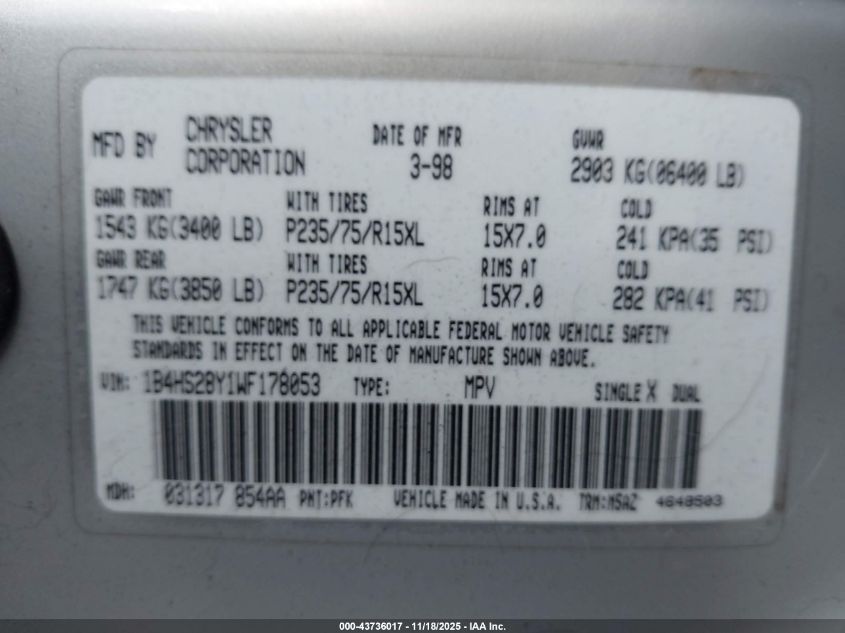 MFD BY CHRYSLER CORPORATION DATE OF MFR 3-98 GVWR 2903 KG(06400 LB)
GAWR FRONT WITH TIRES RIMS AT COLD
1543 KG(3400 LB) P235/75/R15XL 15X7.0 241 KPA(35 PSI)
GAWR REAR WITH TIRES RIMS AT COLD
1747 KG(3850 LB) P235/75/R15XL 15X7.0 282 KPA(41 PSI)
THIS VEHICLE CONFORMS TO ALL APPLICABLE FEDERAL MOTOR VEHICLE SAFETY
STANDARDS IN EFFECT ON THE DATE OF MANUFACTURE SHOWN ABOVE.
VIN: 1B4HS28Y1WF178053 TYPE: MPV SINGLE X DUAL
MDH: 031317 854AA PNT:PFK VEHICLE MADE IN U.S.A. TRM:MSAZ 4648503
000-43736017 - 11/18/2025 - IAA Inc.